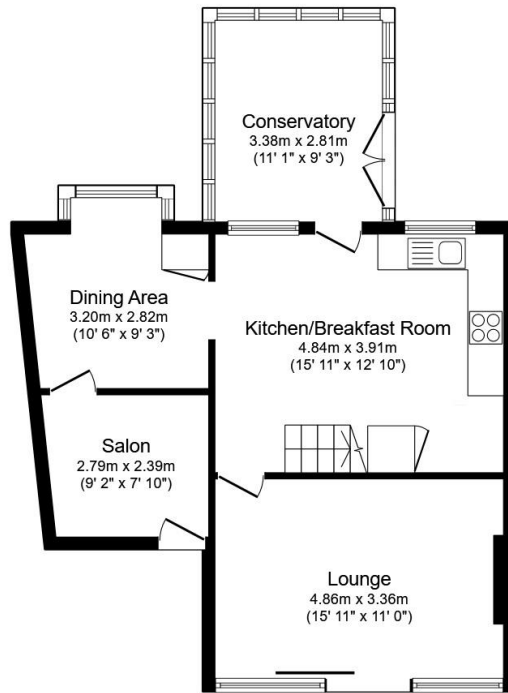 Conservatory
3.38m x 2.81m
(11' 1" x 9' 3")
Dining Area
3.20m x 2.82m
(10' 6" x 9' 3")
Kitchen/Breakfast Room
4.84m x 3.91m
(15' 11" x 12' 10")
Salon
2.79m x 2.39m
(9' 2" x 7' 10")
Lounge
4.86m x 3.36m
(15' 11" x 11' 0")